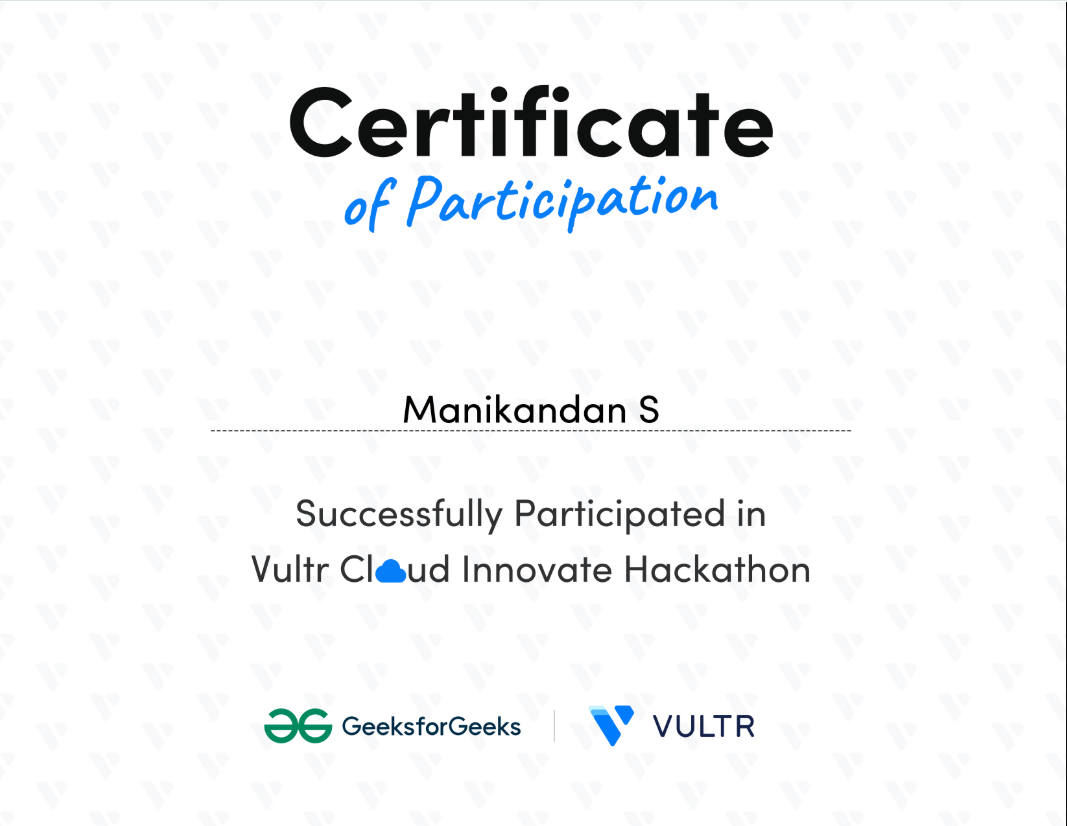 Certificate
of Participation
Manikandan S
Successfully Participated in
Vultr Cloud Innovate Hackathon
GeeksforGeeks
VULTR